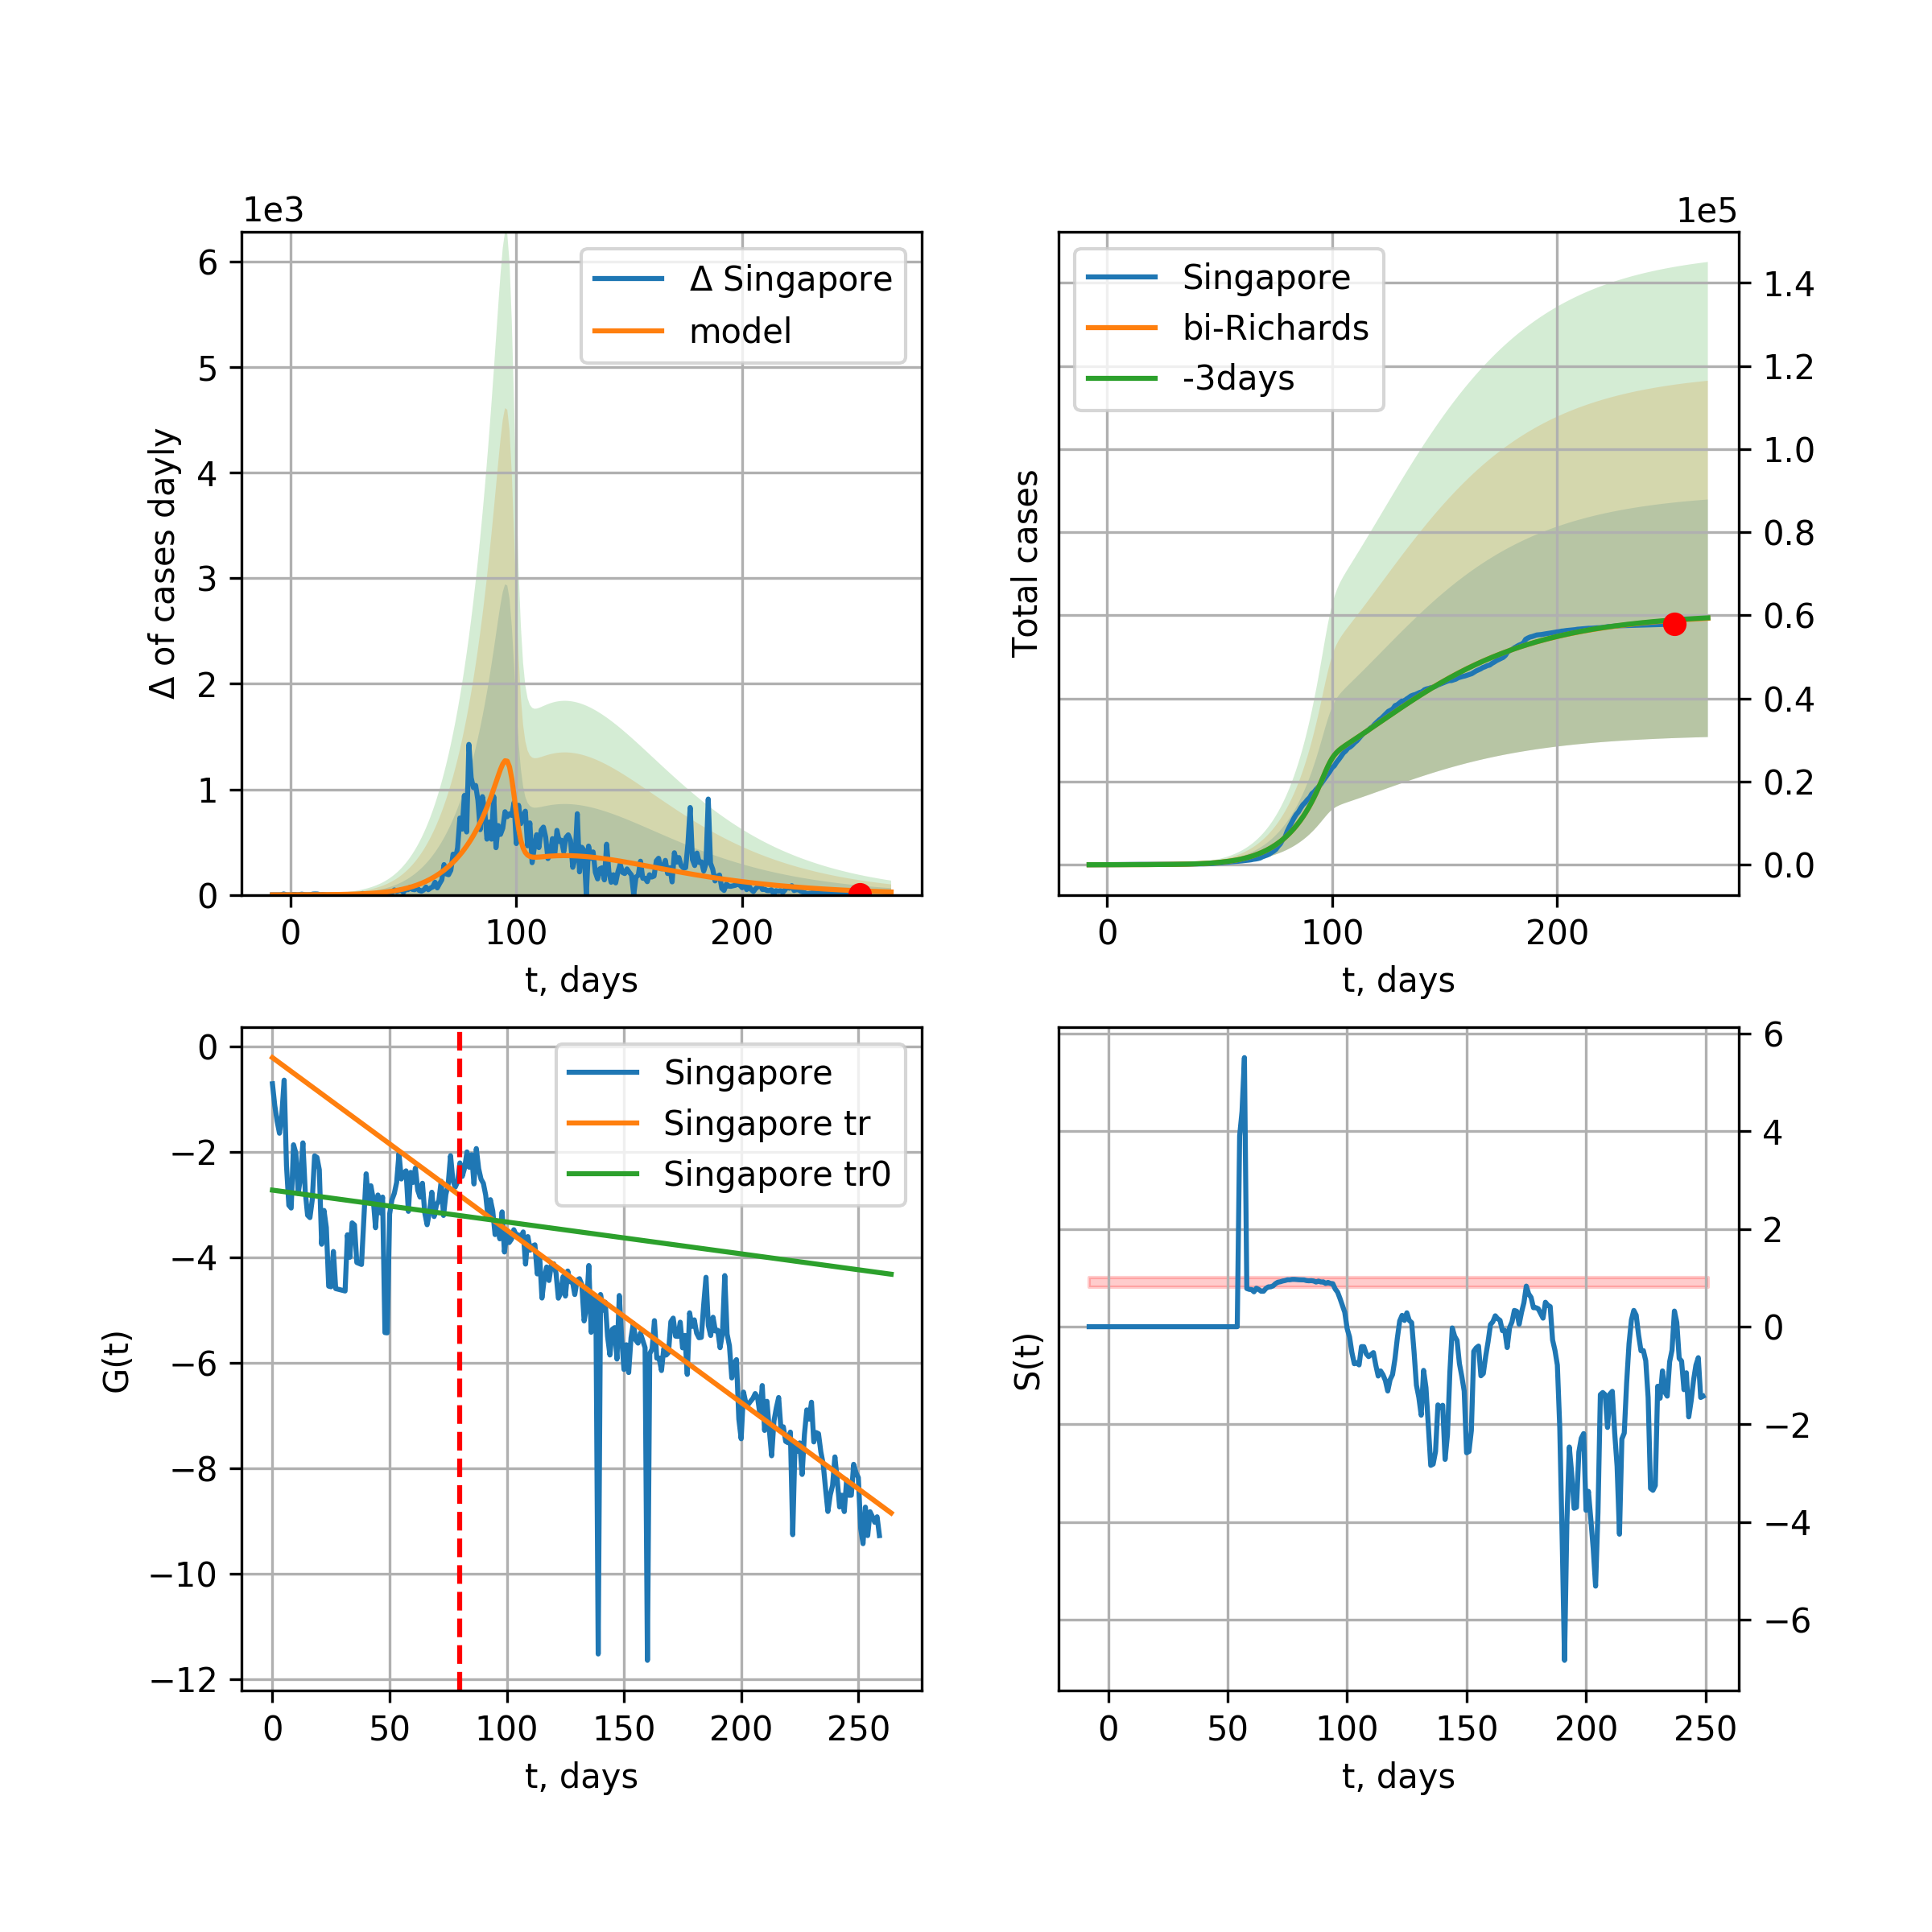 1e3
Δ of cases dayly
6
5
4
3
2
1
0
Δ Singapore
model
0 100 200
t, days
1e5
Total cases
Singapore
bi-Richards
-3days
1.4
1.2
1.0
0.8
0.6
0.4
0.2
0.0
0 100 200
t, days
G(t)
0
−2
−4
−6
−8
−10
−12
Singapore
Singapore tr
Singapore tr0
0 50 100 150 200 250
t, days
S(t)
6
4
2
0
−2
−4
−6
0 50 100 150 200 250
t, days